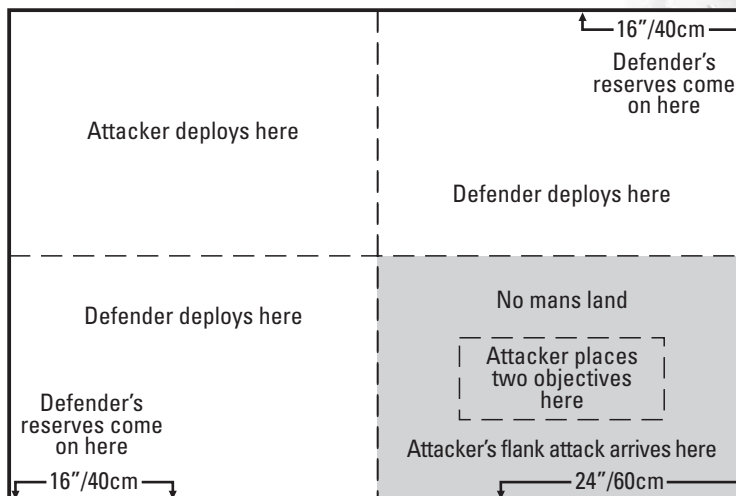 16″/40cm
Defender’s
reserves come
on here
Attacker deploys here
Defender deploys here
No mans land
Defender deploys here
Attacker places
two objectives
here
Defender’s
reserves come
on here
Attacker’s flank attack arrives here
16″/40cm
24″/60cm